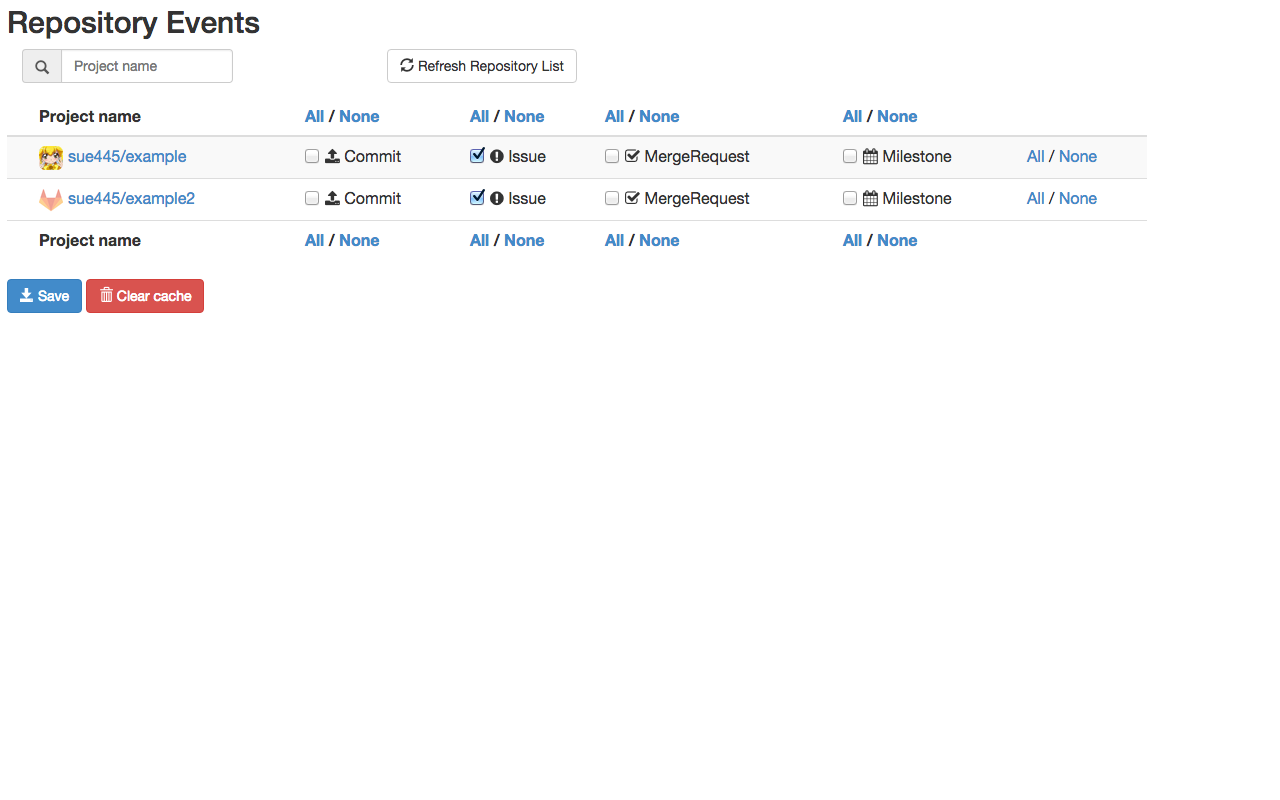 Repository Events
Project name Refresh Repository List
Project name All / None All / None All / None All / None
sue445/example Commit Issue MergeRequest Milestone All / None
sue445/example2 Commit Issue MergeRequest Milestone All / None
Project name All / None All / None All / None All / None
Save Clear cache